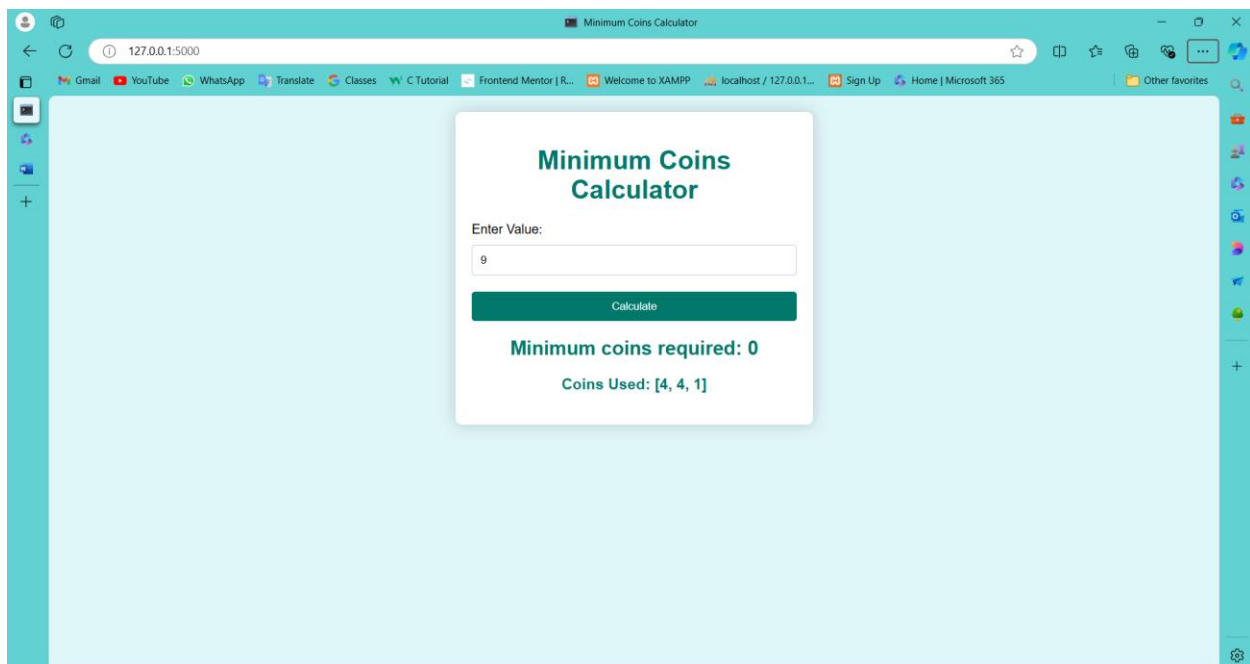 Minimum Coins Calculator
127.0.0.1:5000
Gmail YouTube WhatsApp Translate Classes C Tutorial Frontend Mentor | R... Welcome to XAMPP localhost / 127.0.0.1... Sign Up Home | Microsoft 365 Other favorites
Minimum Coins
Calculator
Enter Value:
9
Calculate
Minimum coins required: 0
Coins Used: [4, 4, 1]